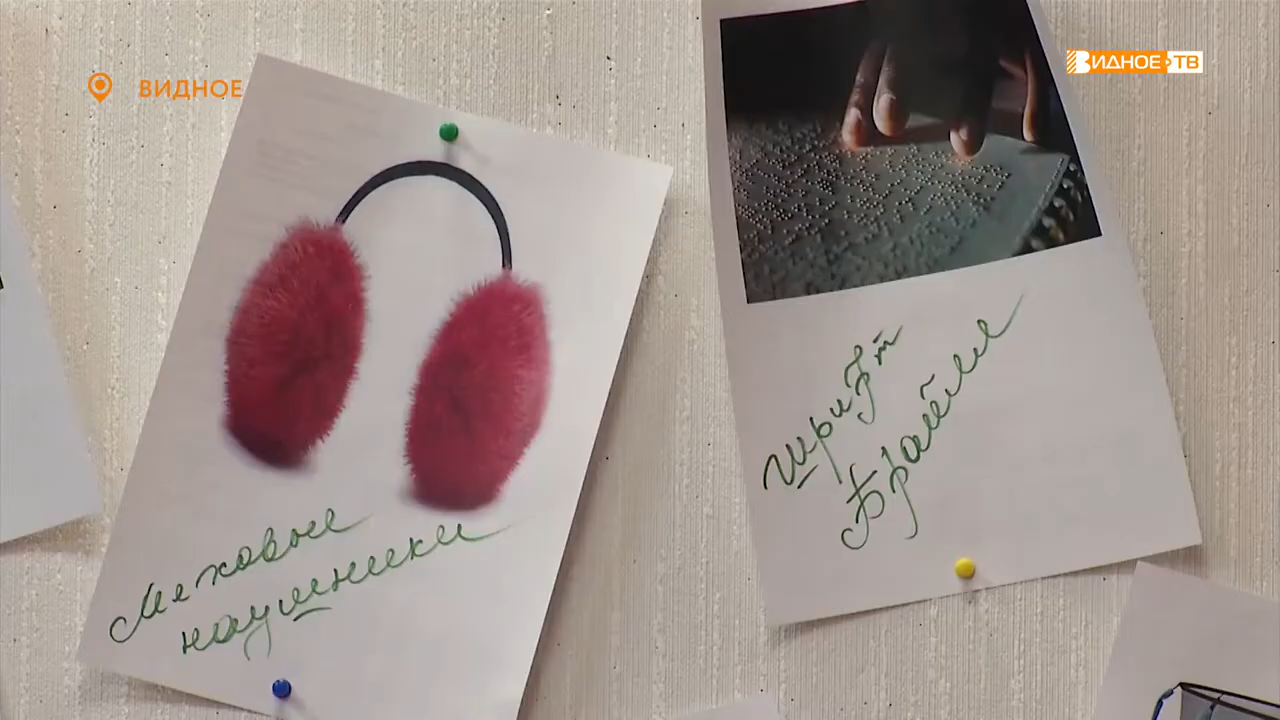 ВИДНОЕ
ВИДНОЕ ТВ
Меховые
наушники
шрифт
Брайля